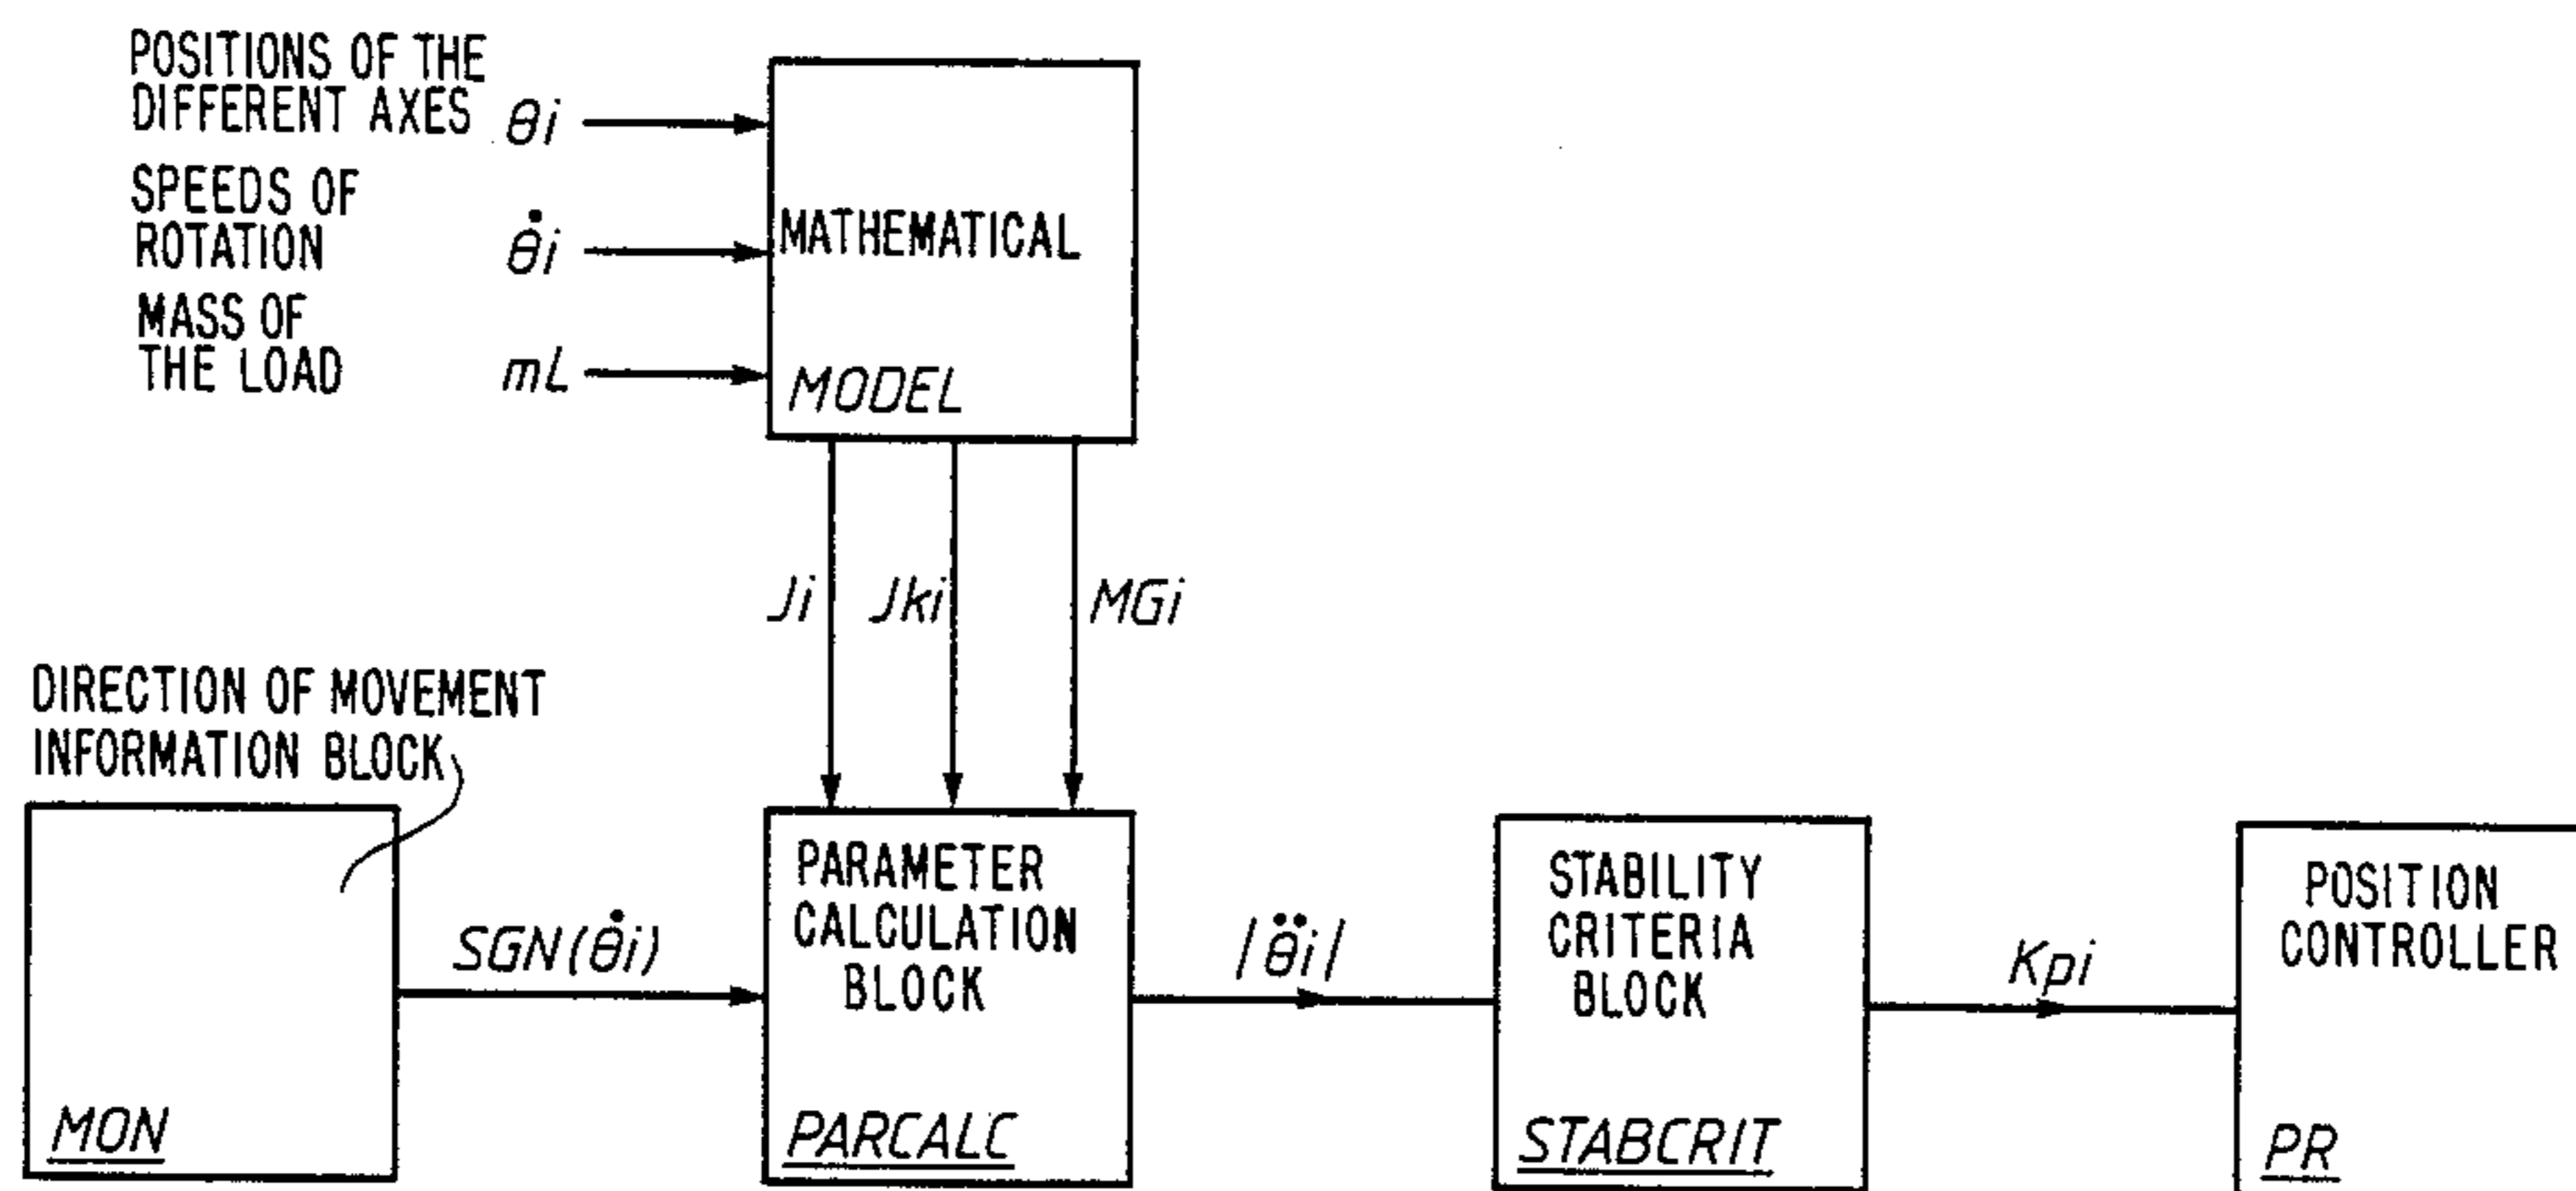 POSITIONS OF THE
DIFFERENT AXES θi
SPEEDS OF
ROTATION θ̇i
MASS OF
THE LOAD mL
MATHEMATICAL
MODEL
Ji Jki MGi
DIRECTION OF MOVEMENT
INFORMATION BLOCK
MON
SGN(θ̇i)
PARAMETER
CALCULATION
BLOCK
PARCALC
|θ̈i|
STABILITY
CRITERIA
BLOCK
STABCRIT
Kpi
POSITION
CONTROLLER
PR